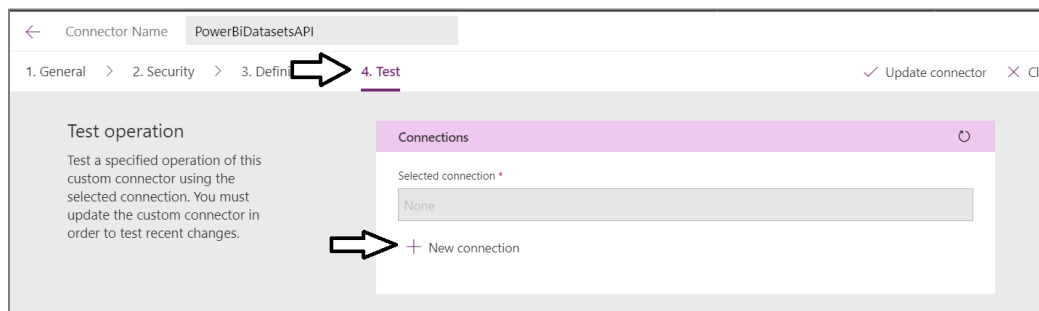 Connector Name PowerBiDatasetsAPI
1. General > 2. Security > 3. Defini 4. Test Update connector Cl
Test operation
Test a specified operation of this
custom connector using the
selected connection. You must
update the custom connector in
order to test recent changes.
Connections
Selected connection *
None
New connection